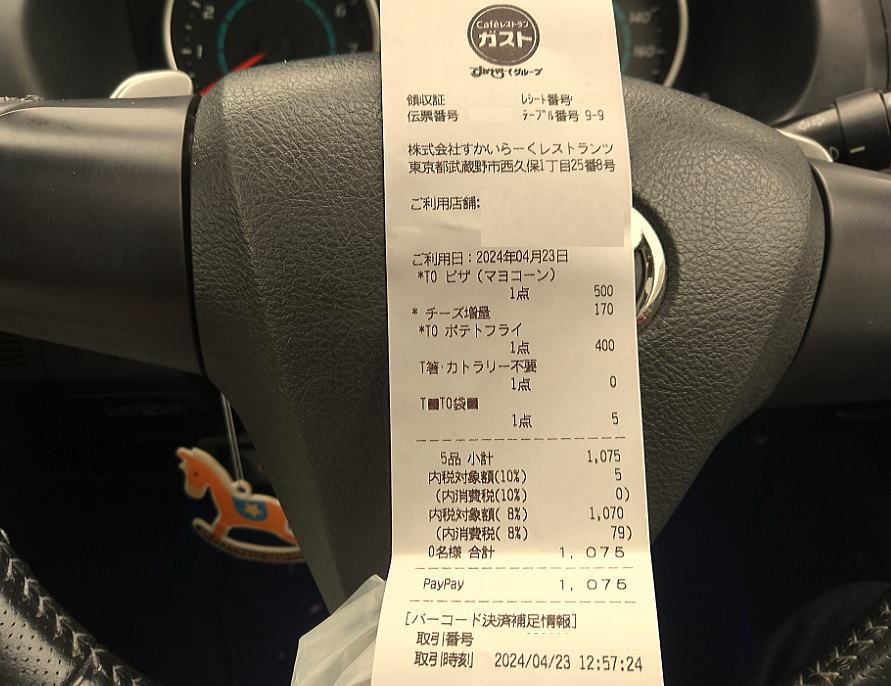 Caféレストラン
ガスト
すかいらーくグループ
領収証 レシート番号
伝票番号 テーブル番号 9-9
株式会社すかいらーくレストランツ
東京都武蔵野市西久保1丁目25番8号
ご利用店舗:
ご利用日:2024年04月23日
*TO ピザ(マヨコーン)
1点 500
* チーズ増量 170
*TO ポテトフライ
1点 400
T箸・カトラリー不要
1点 0
T■TO袋■
1点 5
5品 小計 1,075
内税対象額(10%) 5
(内消費税(10%) 0)
内税対象額( 8%) 1,070
(内消費税( 8%) 79)
0名様 合計 1,075
PayPay 1,075
[バーコード決済補足情報]
取引番号
取引時刻 2024/04/23 12:57:24
2
1
6
7
140
160